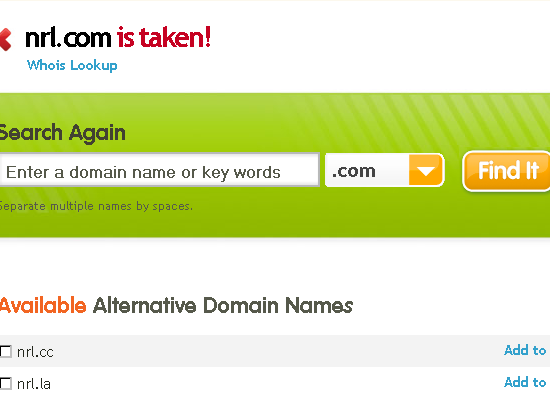 nrl.com is taken!
Whois Lookup
Search Again
Enter a domain name or key words
.com
Find It
Separate multiple names by spaces.
Available Alternative Domain Names
nrl.cc
Add to
nrl.la
Add to